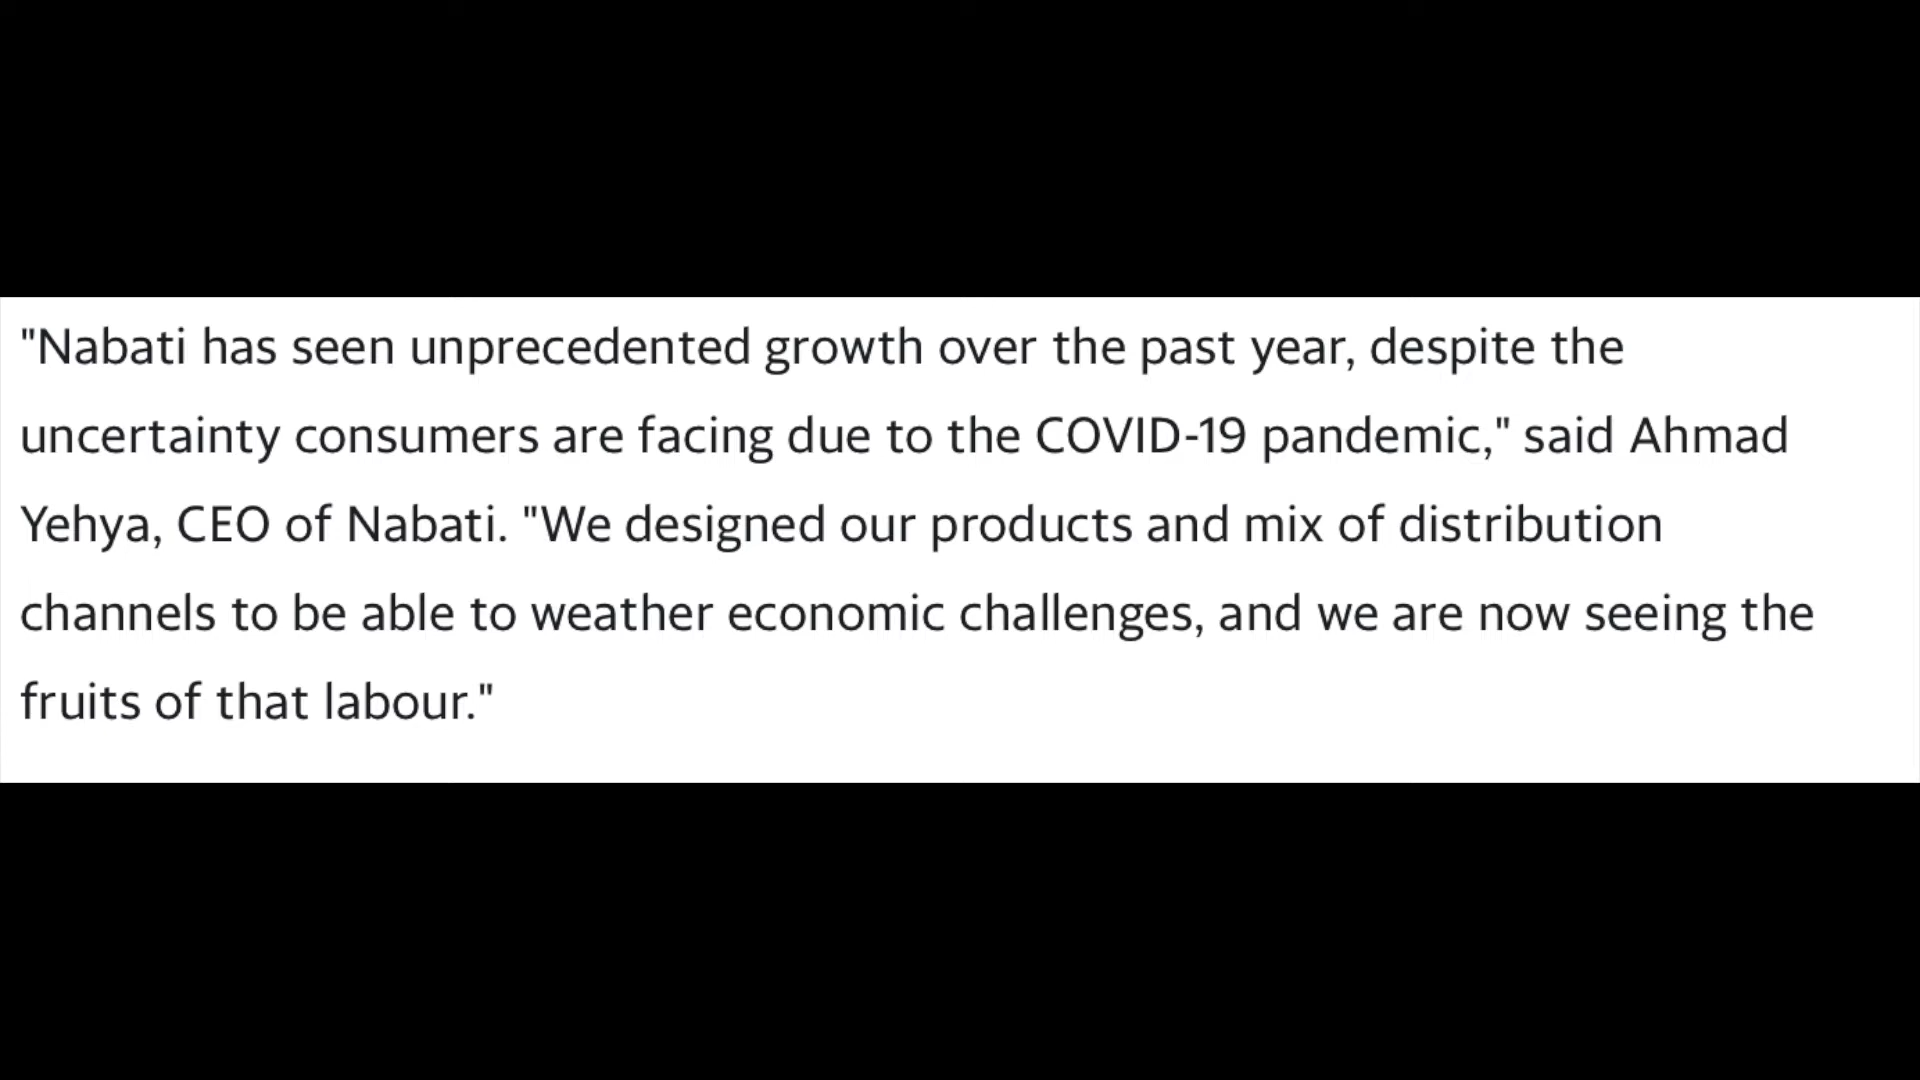 "Nabati has seen unprecedented growth over the past year, despite the
uncertainty consumers are facing due to the COVID-19 pandemic," said Ahmad
Yehya, CEO of Nabati. "We designed our products and mix of distribution
channels to be able to weather economic challenges, and we are now seeing the
fruits of that labour."